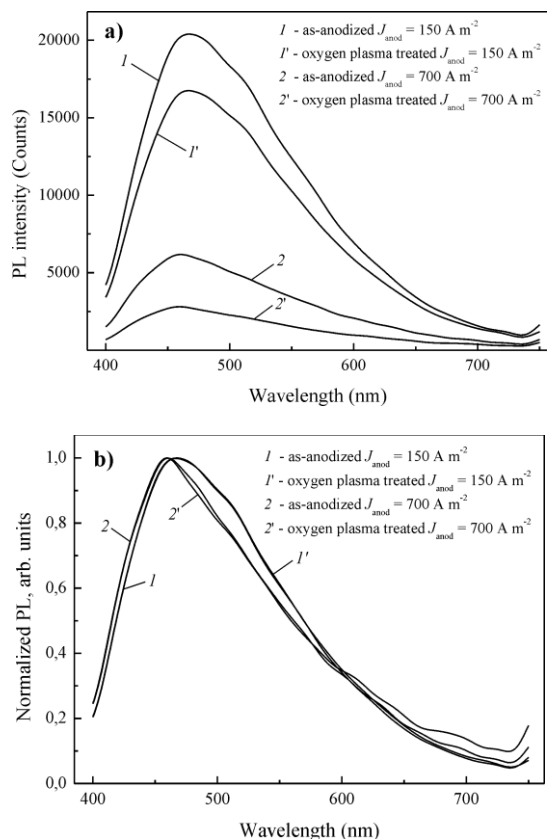 a)
1 - as-anodized Janod = 150 A m-2
1' - oxygen plasma treated Janod = 150 A m-2
2 - as-anodized Janod = 700 A m-2
2' - oxygen plasma treated Janod = 700 A m-2
20000
15000
10000
5000
0
PL intensity (Counts)
1
1'
2
2'
400 500 600 700
Wavelength (nm)
b)
1 - as-anodized Janod = 150 A m-2
1' - oxygen plasma treated Janod = 150 A m-2
2 - as-anodized Janod = 700 A m-2
2' - oxygen plasma treated Janod = 700 A m-2
1,0
0,8
0,6
0,4
0,2
0,0
Normalized PL, arb. units
2
1
2'
1'
400 500 600 700
Wavelength (nm)